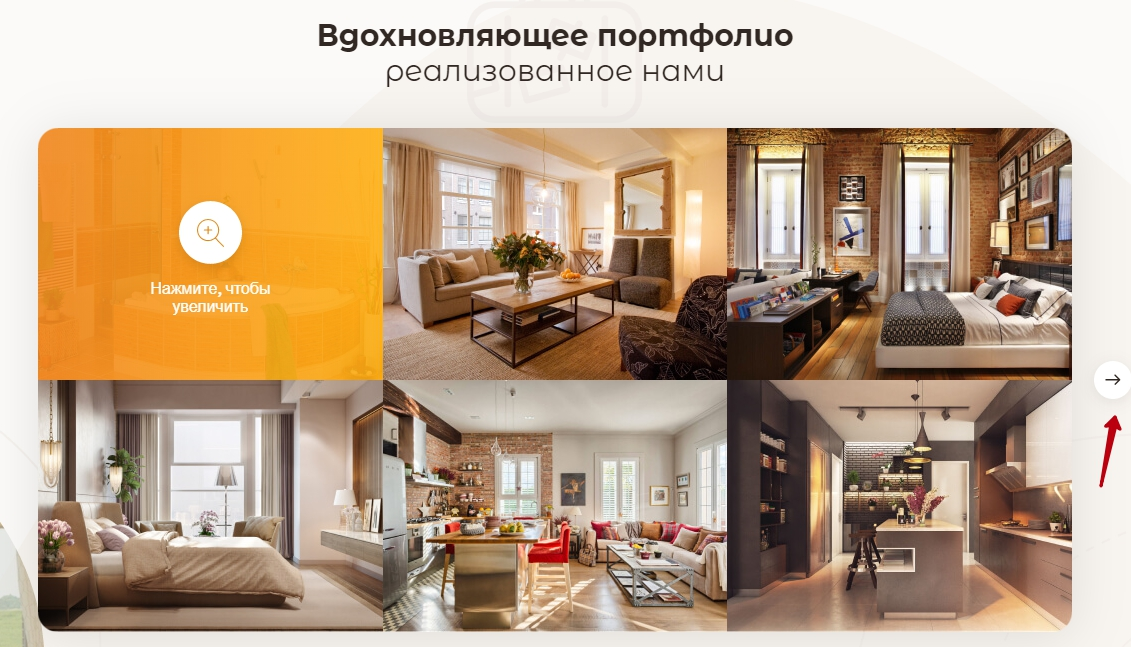 Вдохновляющее портфолио
реализованное нами
Нажмите, чтобы
увеличить